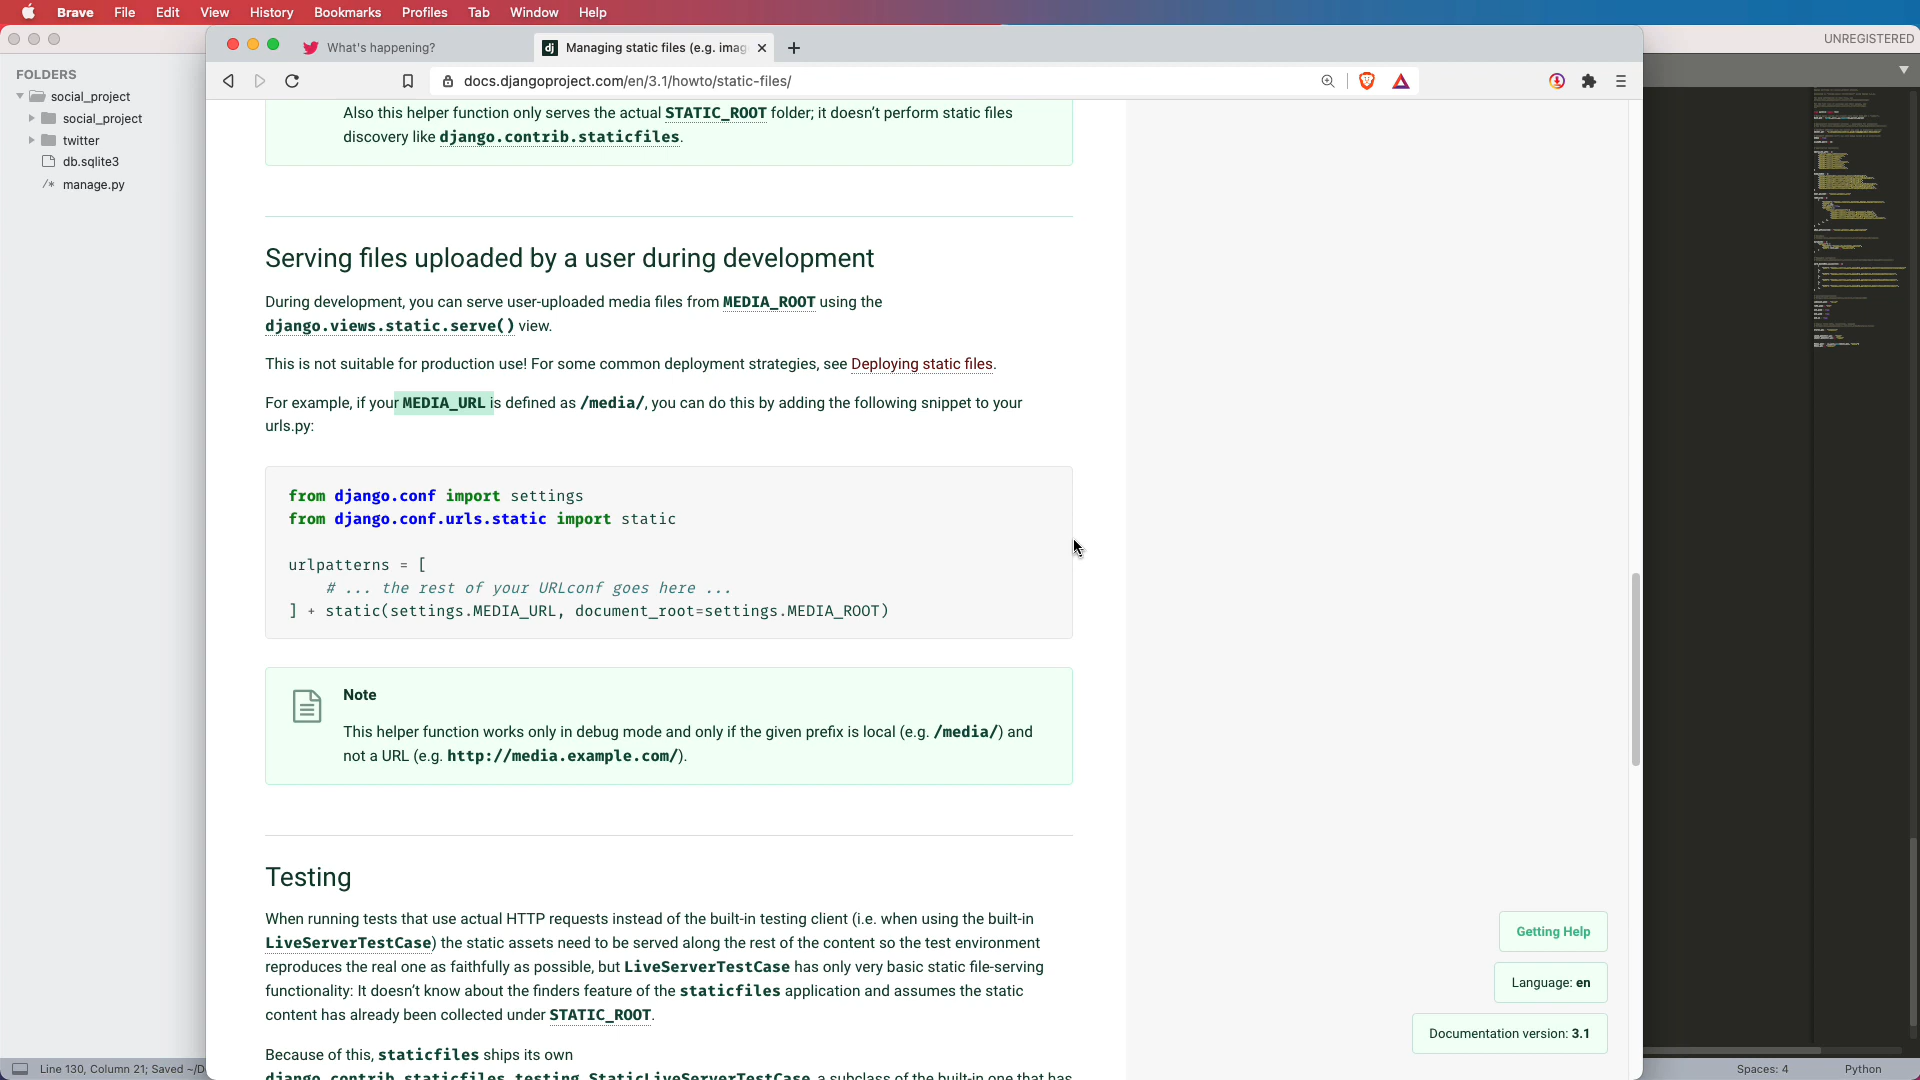 Brave File Edit View History Bookmarks Profiles Tab Window Help
UNREGISTERED
What's happening?
dj Managing static files (e.g. imag
docs.djangoproject.com/en/3.1/howto/static-files/
FOLDERS
social_project
social_project
twitter
db.sqlite3
/* manage.py
Also this helper function only serves the actual STATIC_ROOT folder; it doesn’t perform static files
discovery like django.contrib.staticfiles.
Serving files uploaded by a user during development
During development, you can serve user-uploaded media files from MEDIA_ROOT using the
django.views.static.serve() view.
This is not suitable for production use! For some common deployment strategies, see Deploying static files.
For example, if your MEDIA_URL is defined as /media/, you can do this by adding the following snippet to your
urls.py:
from django.conf import settings
from django.conf.urls.static import static
urlpatterns = [
# ... the rest of your URLconf goes here ...
] + static(settings.MEDIA_URL, document_root=settings.MEDIA_ROOT)
Note
This helper function works only in debug mode and only if the given prefix is local (e.g. /media/) and
not a URL (e.g. http://media.example.com/).
Testing
When running tests that use actual HTTP requests instead of the built-in testing client (i.e. when using the built-in
LiveServerTestCase) the static assets need to be served along the rest of the content so the test environment
reproduces the real one as faithfully as possible, but LiveServerTestCase has only very basic static file-serving
functionality: It doesn’t know about the finders feature of the staticfiles application and assumes the static
content has already been collected under STATIC_ROOT.
Because of this, staticfiles ships its own
django.contrib.staticfiles.testing.StaticLiveServerTestCase, a subclass of the built-in one that has
Getting Help
Language: en
Documentation version: 3.1
Line 130, Column 21; Saved ~/D
Spaces: 4
Python